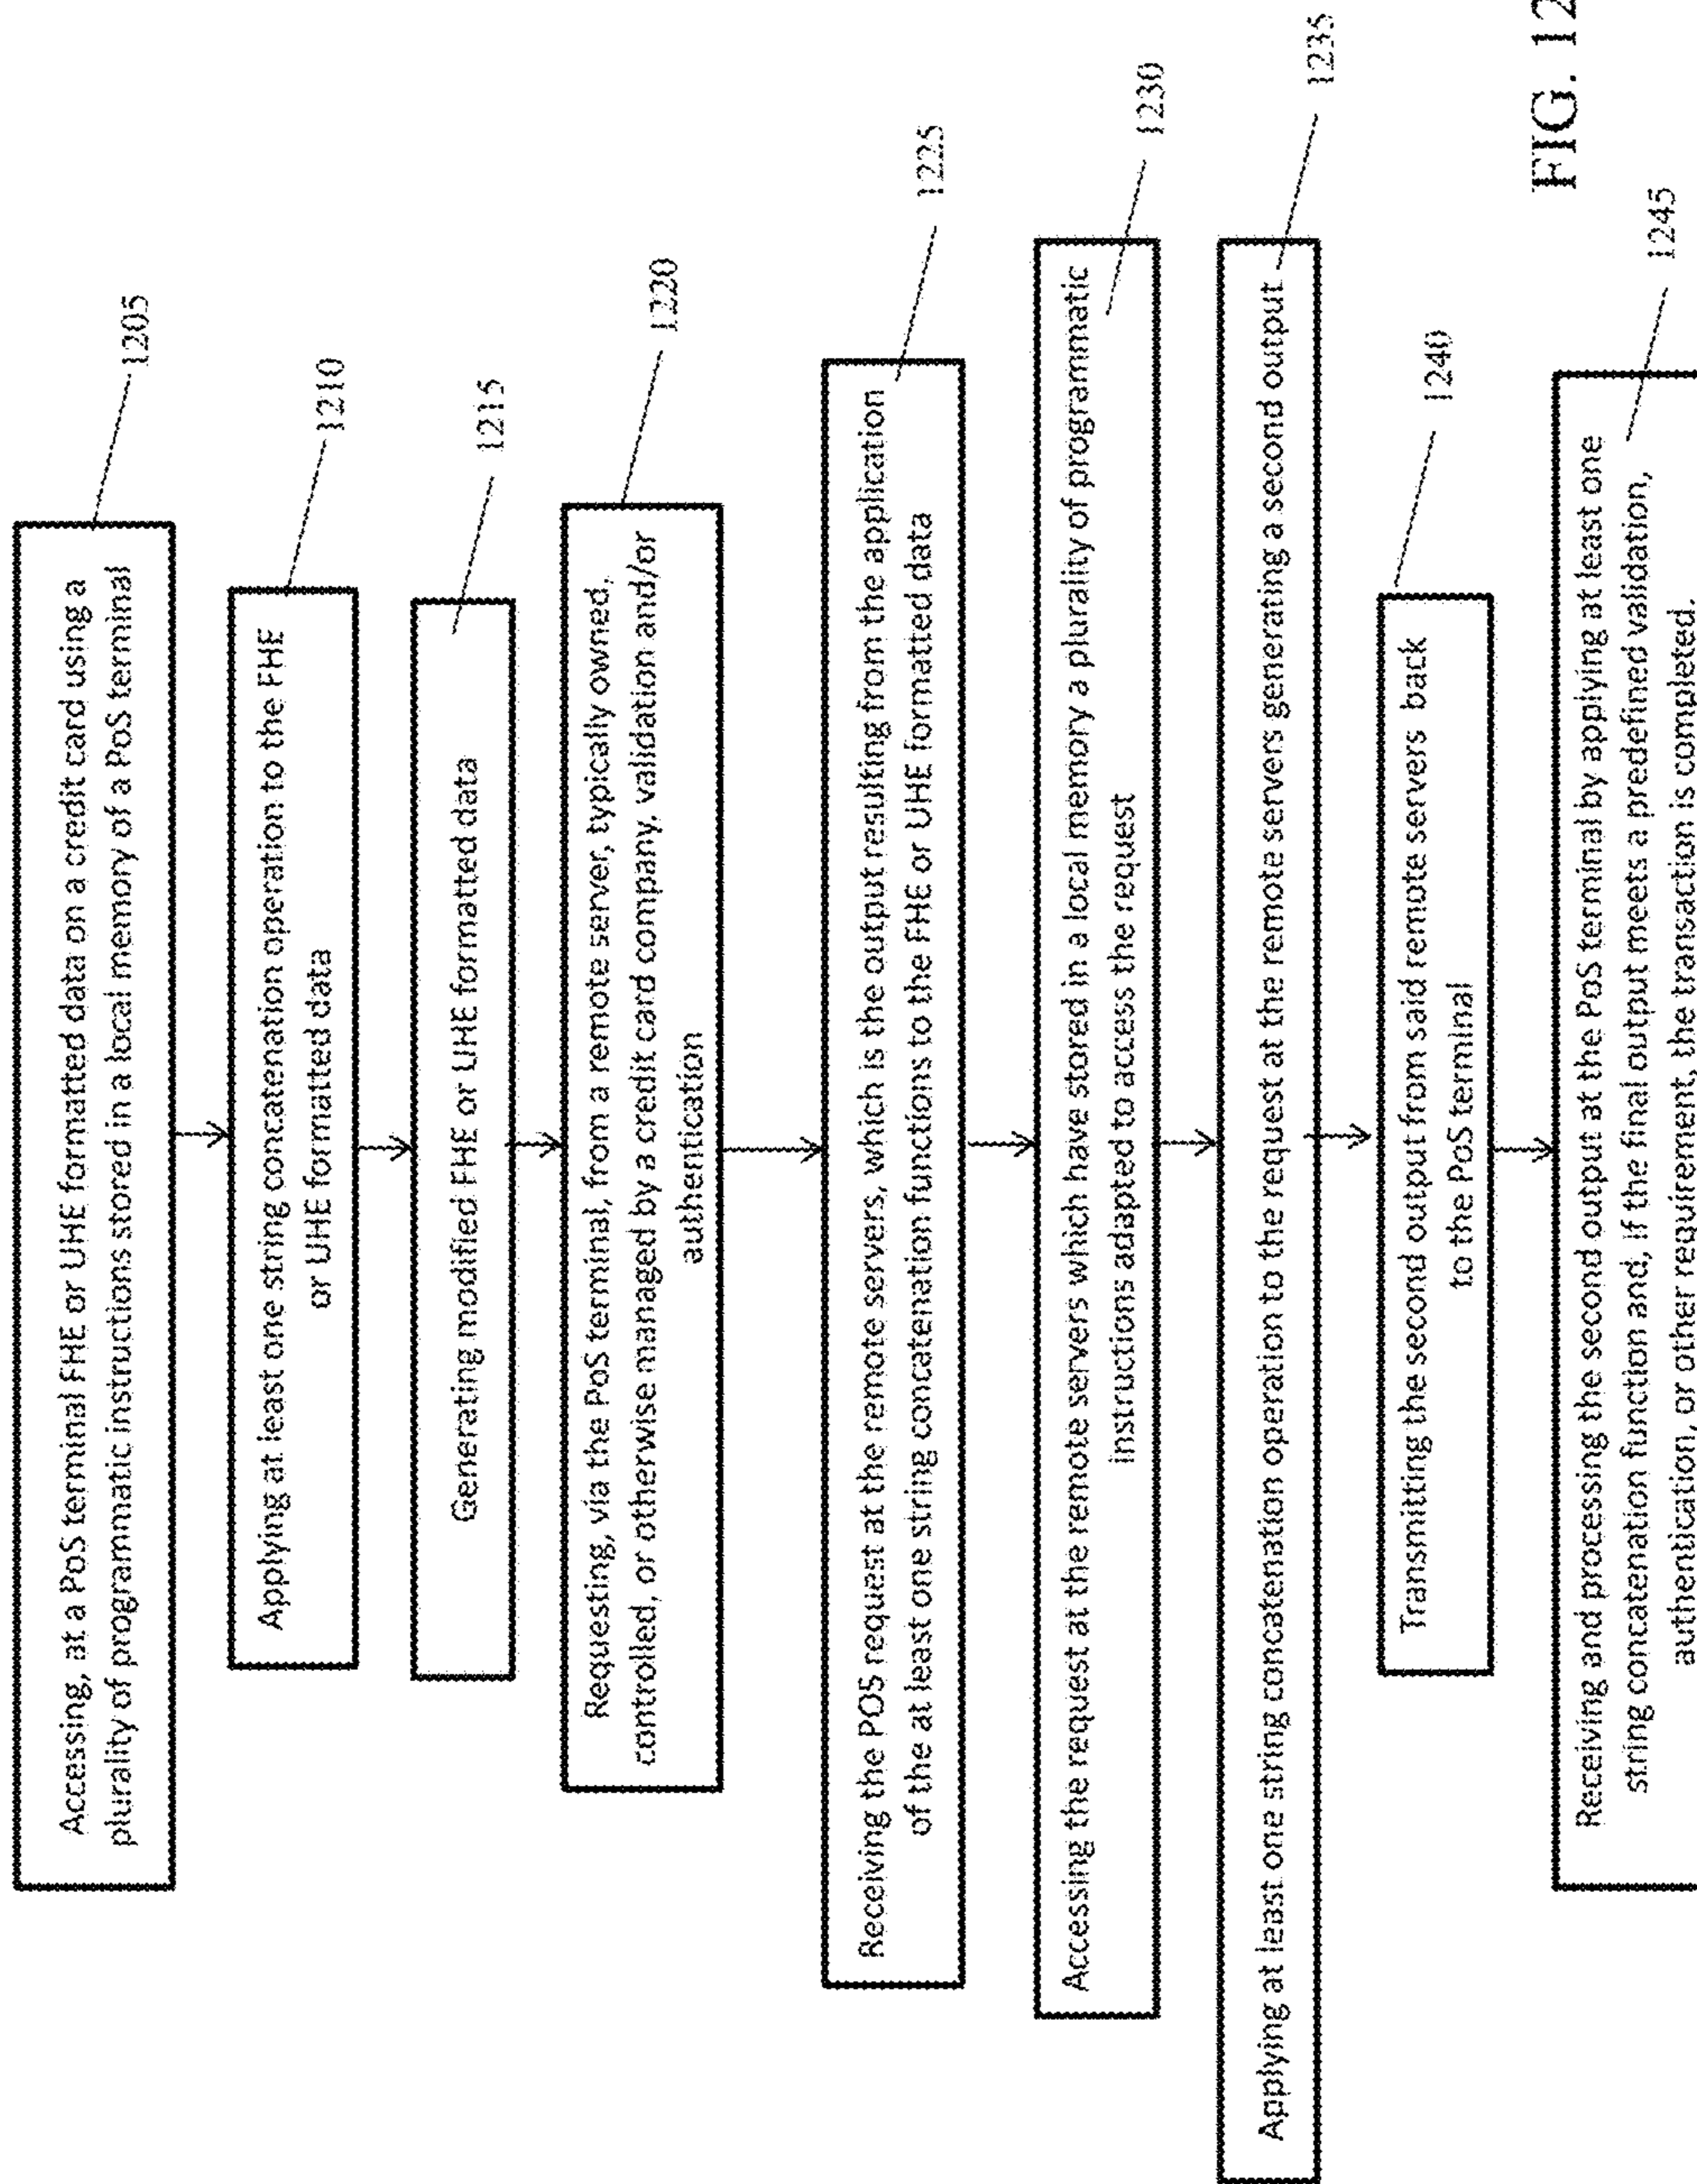 Accessing, at a PoS terminal FHE or UHE formatted data on a credit card using a
plurality of programmatic instructions stored in a local memory of a PoS terminal
1205
Applying at least one string concatenation operation to the FHE
or UHE formatted data
1210
Generating modified FHE or UHE formatted data
1215
Requesting, via the PoS terminal, from a remote server, typically owned,
controlled, or otherwise managed by a credit card company, validation and/or
authentication
1220
Receiving the POS request at the remote servers, which is the output resulting from the application
of the at least one string concatenation functions to the FHE or UHE formatted data
1225
Accessing the request at the remote servers which have stored in a local memory a plurality of programmatic
instructions adapted to access the request
1230
Applying at least one string concatenation operation to the request at the remote servers generating a second output
1235
Transmitting the second output from said remote servers back
to the PoS terminal
1240
Receiving and processing the second output at the PoS terminal by applying at least one
string concatenation function and, if the final output meets a predefined validation,
authentication, or other requirement, the transaction is completed.
1245
FIG. 12